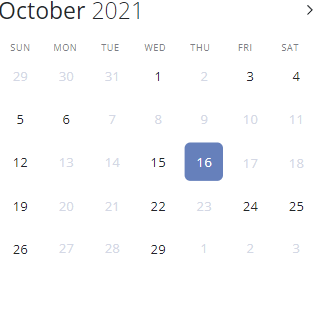 October 2021
SUN MON TUE WED THU FRI SAT
29 30 31 1 2 3 4
5 6 7 8 9 10 11
12 13 14 15 16 17 18
19 20 21 22 23 24 25
26 27 28 29 1 2 3